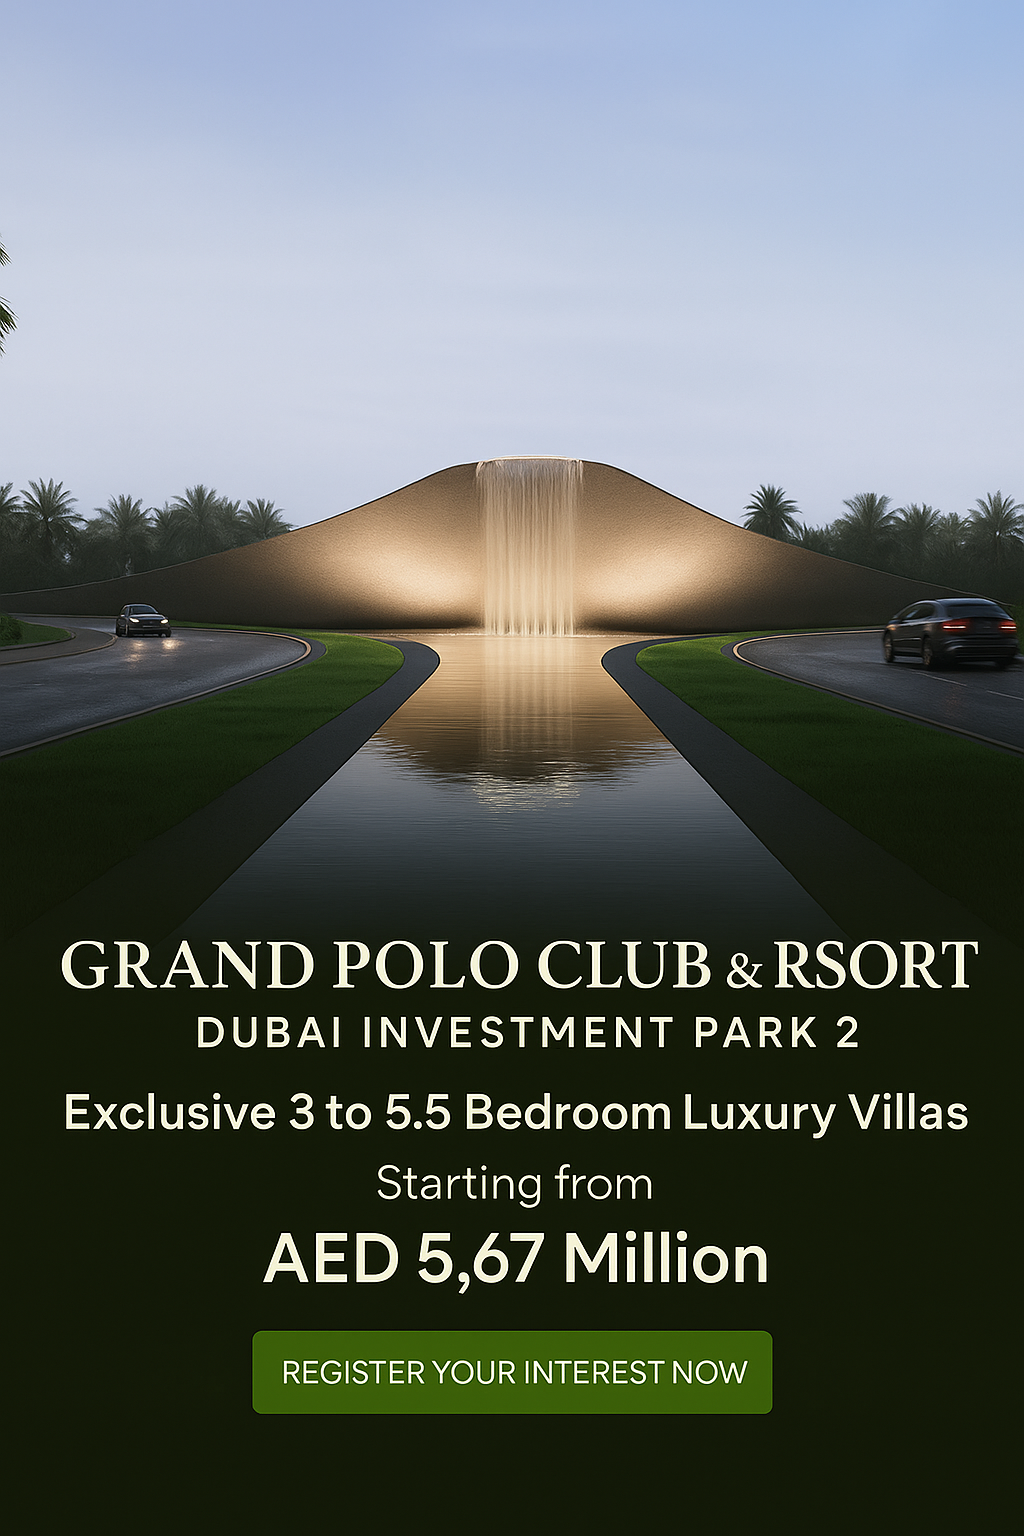 GRAND POLO CLUB & RSORT
DUBAI INVESTMENT PARK 2
Exclusive 3 to 5.5 Bedroom Luxury Villas
Starting from
AED 5,67 Million
REGISTER YOUR INTEREST NOW